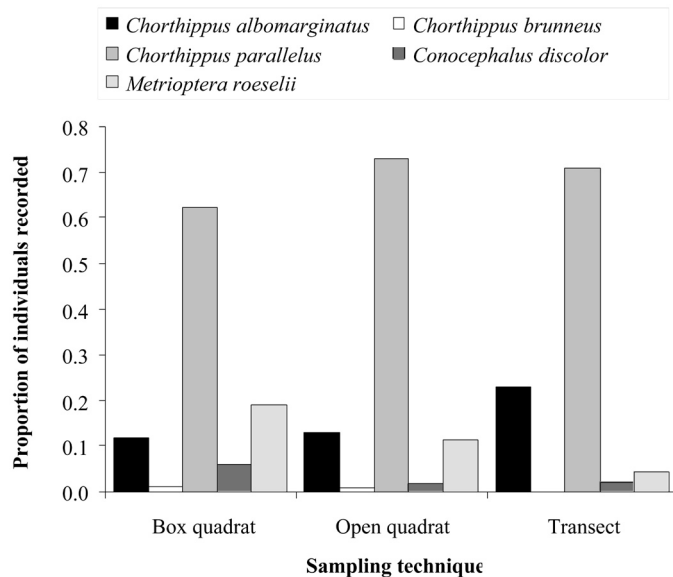 Chorthippus albomarginatus Chorthippus brunneus
Chorthippus parallelus Conocephalus discolor
Metrioptera roeselii
0.8
0.7
0.6
0.5
0.4
0.3
0.2
0.1
0.0
Proportion of individuals recorded
Box quadrat Open quadrat Transect
Sampling technique